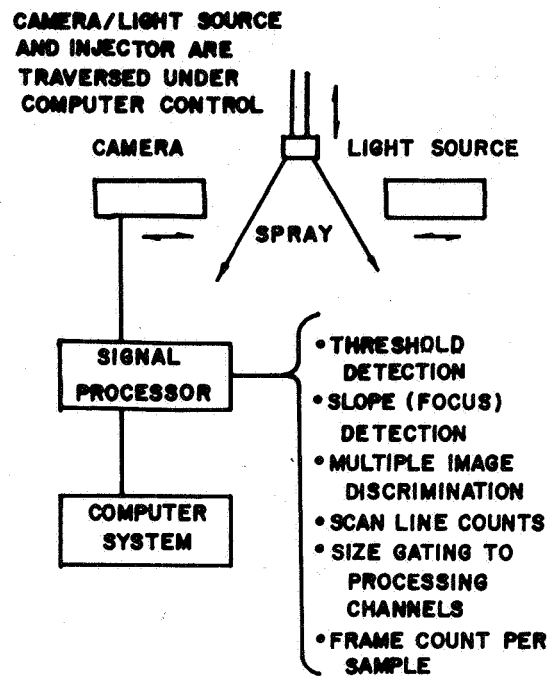 CAMERA/LIGHT SOURCE
AND INJECTOR ARE
TRAVERSED UNDER
COMPUTER CONTROL
CAMERA
LIGHT SOURCE
SPRAY
SIGNAL
PROCESSOR
COMPUTER
SYSTEM
• THRESHOLD
DETECTION
• SLOPE (FOCUS)
DETECTION
• MULTIPLE IMAGE
DISCRIMINATION
• SCAN LINE COUNTS
• SIZE GATING TO
PROCESSING
CHANNELS
• FRAME COUNT PER
SAMPLE